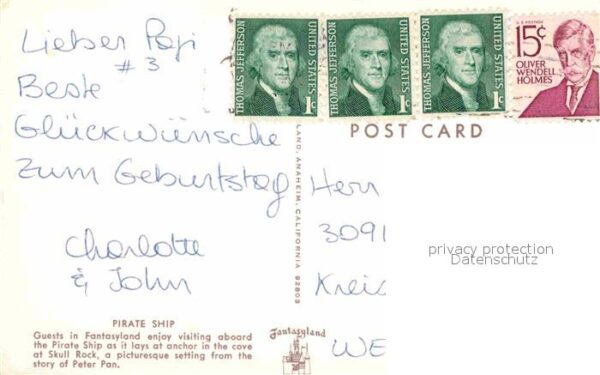 Lieber Papi
#3
Beste
Glückwünsche
zum Geburtstag
Charlotte
& John
PIRATE SHIP
Guests in Fantasyland enjoy visiting aboard
the Pirate Ship as it lays at anchor in the cove
at Skull Rock, a picturesque setting from the
story of Peter Pan.
LAND, ANAHEIM, CALIFORNIA 92803
Fantasyland
THOMAS JEFFERSON
UNITED STATES
1c
THOMAS JEFFERSON
UNITED STATES
1c
THOMAS JEFFERSON
UNITED STATES
1c
U.S. POSTAGE
15c
OLIVER
WENDELL
HOLMES
POST CARD
Herr
3091
Kreis
WE
privacy protection
Datenschutz